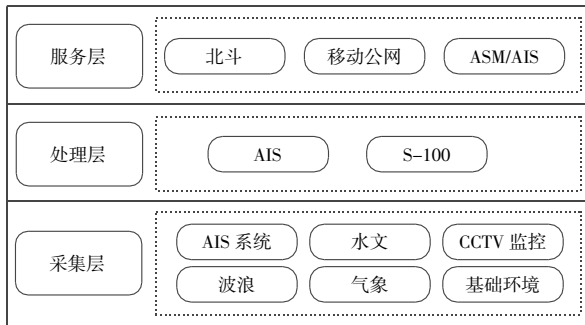 服务层
北斗 移动公网 ASM/AIS
处理层
AIS S-100
采集层
AIS 系统 水文 CCTV 监控
波浪 气象 基础环境